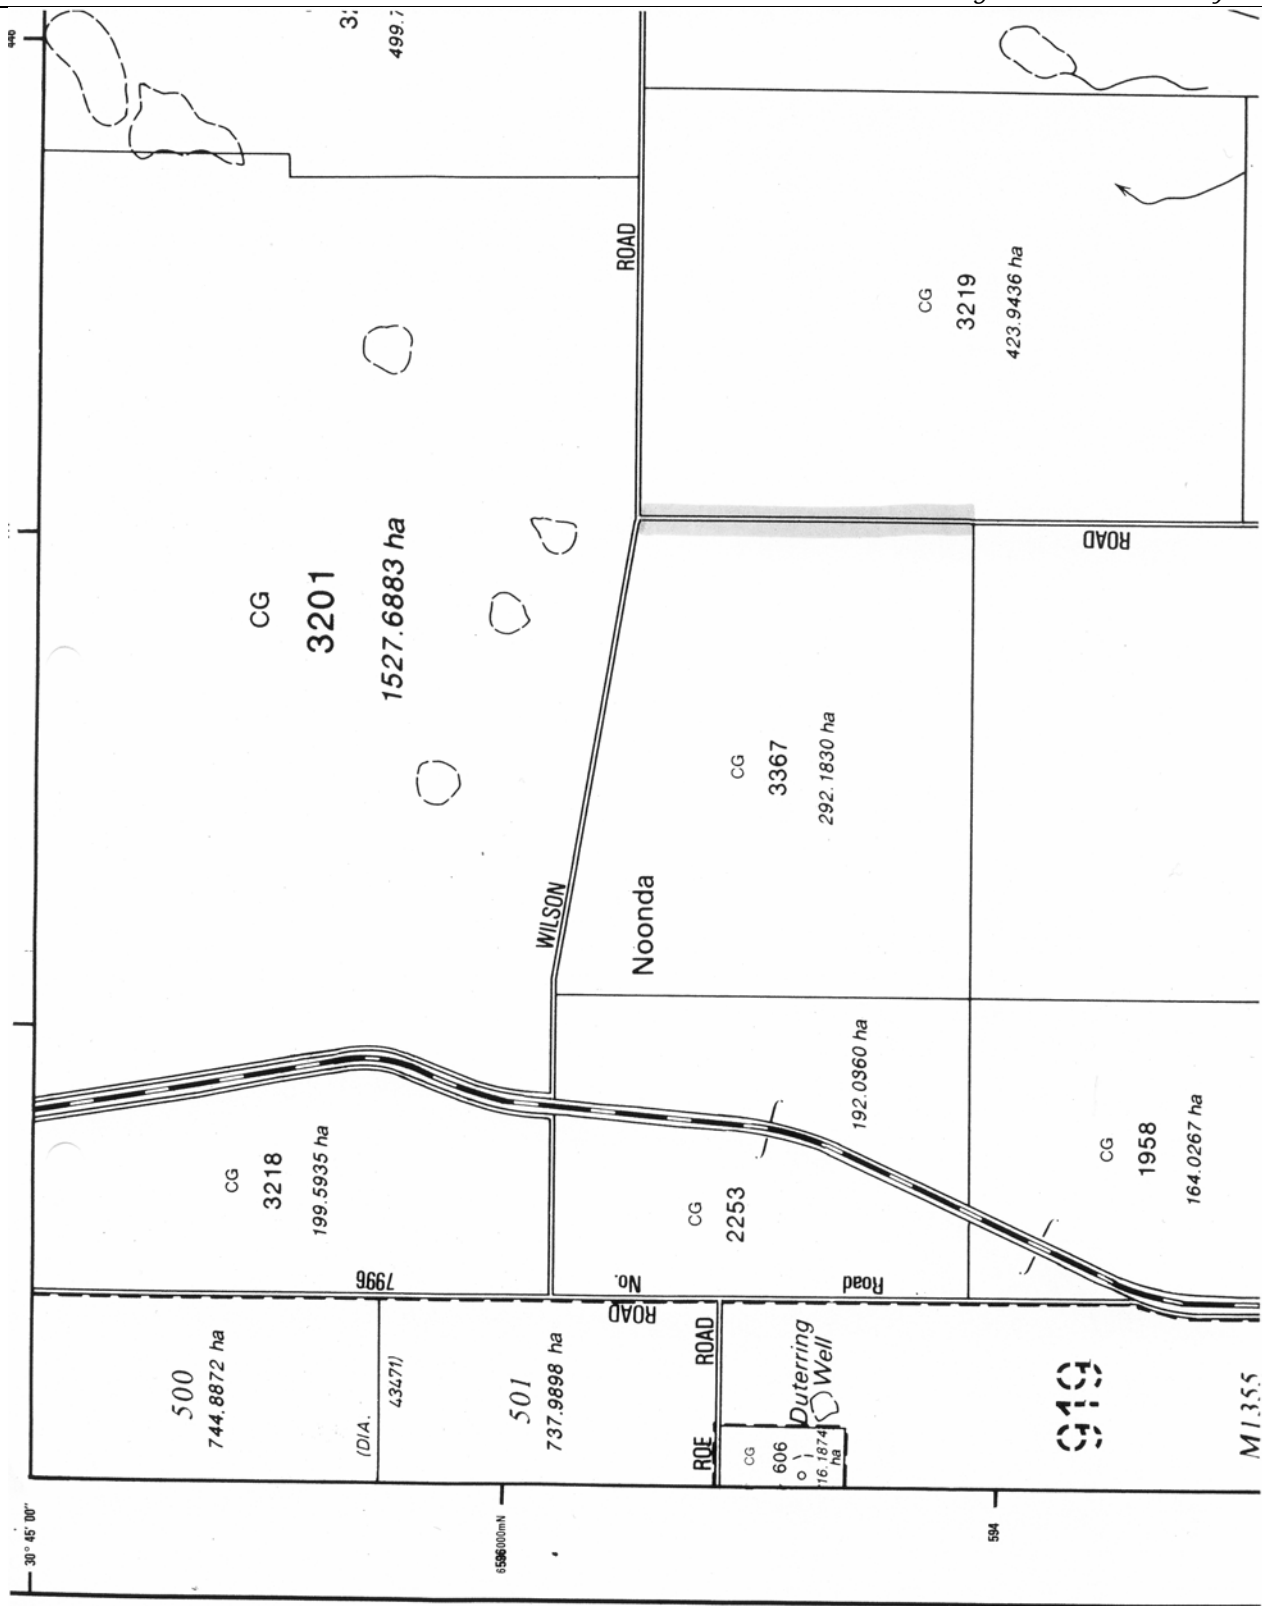 30° 45' 00"
446
500
744.8872 ha
CG
3218
199.5935 ha
CG
3201
1527.6883 ha
499.7
(DIA.
43471)
7996
501
737.9898 ha
6596000mN
WILSON
ROAD
No.
ROAD
Noonda
ROE ROAD
CG
2253
192.0360 ha
CG
3367
292.1830 ha
CG
3219
423.9436 ha
Road
CG
606
16.1874
ha
Duterring
Well
594
919
CG
1958
164.0267 ha
ROAD
M1355